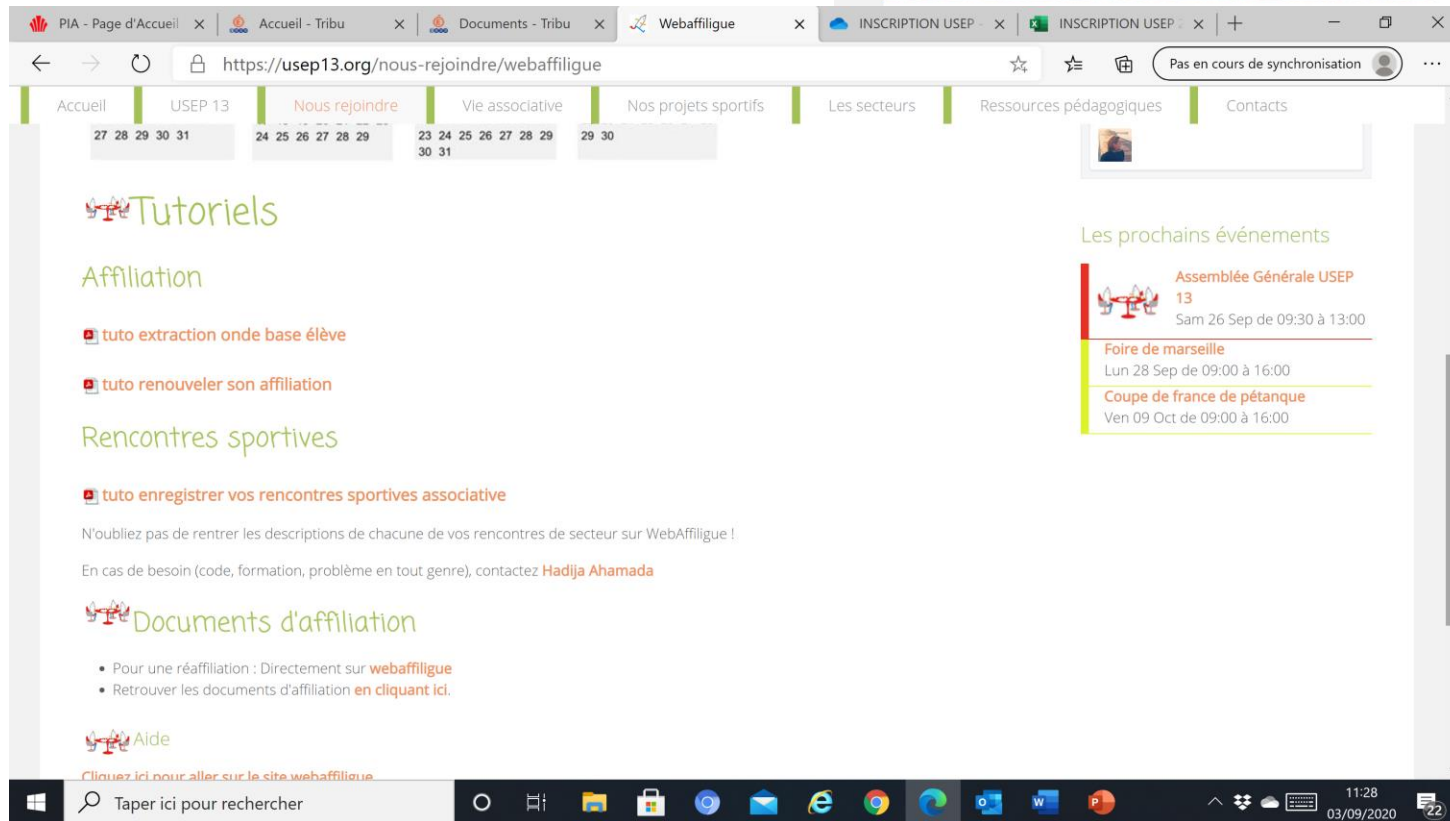 PIA - Page d'Accueil
Accueil - Tribu
Documents - Tribu
Webaffiligue
INSCRIPTION USEP -
INSCRIPTION USEP 2
https://usep13.org/nous-rejoindre/webaffiligue
Pas en cours de synchronisation
Accueil
USEP 13
Nous rejoindre
Vie associative
Nos projets sportifs
Les secteurs
Ressources pédagogiques
Contacts
27 28 29 30 31
24 25 26 27 28 29
23 24 25 26 27 28 29
30 31
29 30
Tutoriels
Affiliation
tuto extraction onde base élève
tuto renouveler son affiliation
Rencontres sportives
tuto enregistrer vos rencontres sportives associative
N'oubliez pas de rentrer les descriptions de chacune de vos rencontres de secteur sur WebAffiligue !
En cas de besoin (code, formation, problème en tout genre), contactez Hadija Ahamada
Documents d'affiliation
• Pour une réaffiliation : Directement sur webaffiligue
• Retrouver les documents d'affiliation en cliquant ici.
Aide
Cliquez ici pour aller sur le site webaffiligue
Les prochains événements
Assemblée Générale USEP
13
Sam 26 Sep de 09:30 à 13:00
Foire de marseille
Lun 28 Sep de 09:00 à 16:00
Coupe de france de pétanque
Ven 09 Oct de 09:00 à 16:00
Taper ici pour rechercher
11:28
03/09/2020
22